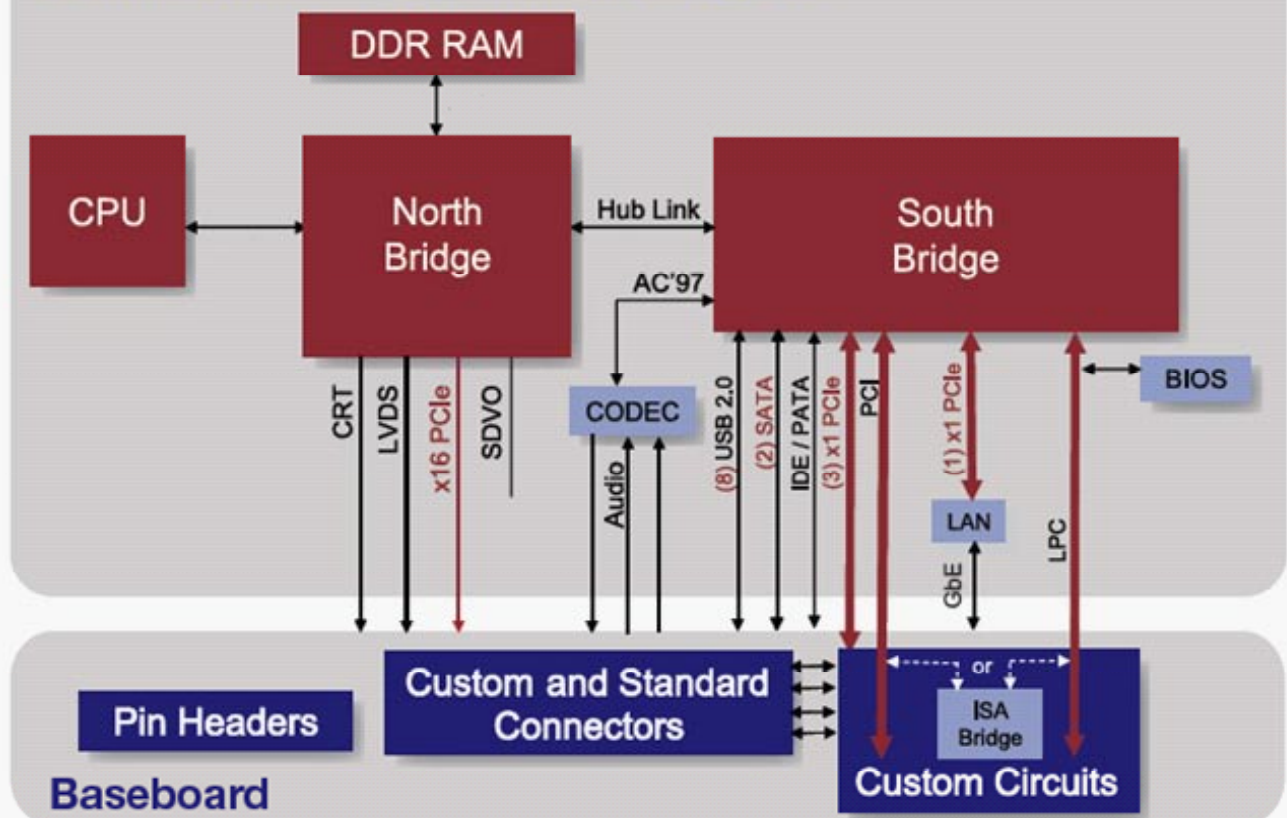 DDR RAM
CPU
North
Bridge
Hub Link
South
Bridge
AC'97
CODEC
BIOS
CRT
LVDS
x16 PCIe
SDVO
Audio
(8) USB 2.0
(2) SATA
IDE / PATA
(3) x1 PCIe
PCI
(1) x1 PCIe
LAN
GbE
LPC
Pin Headers
Custom and Standard
Connectors
or
ISA
Bridge
Custom Circuits
Baseboard